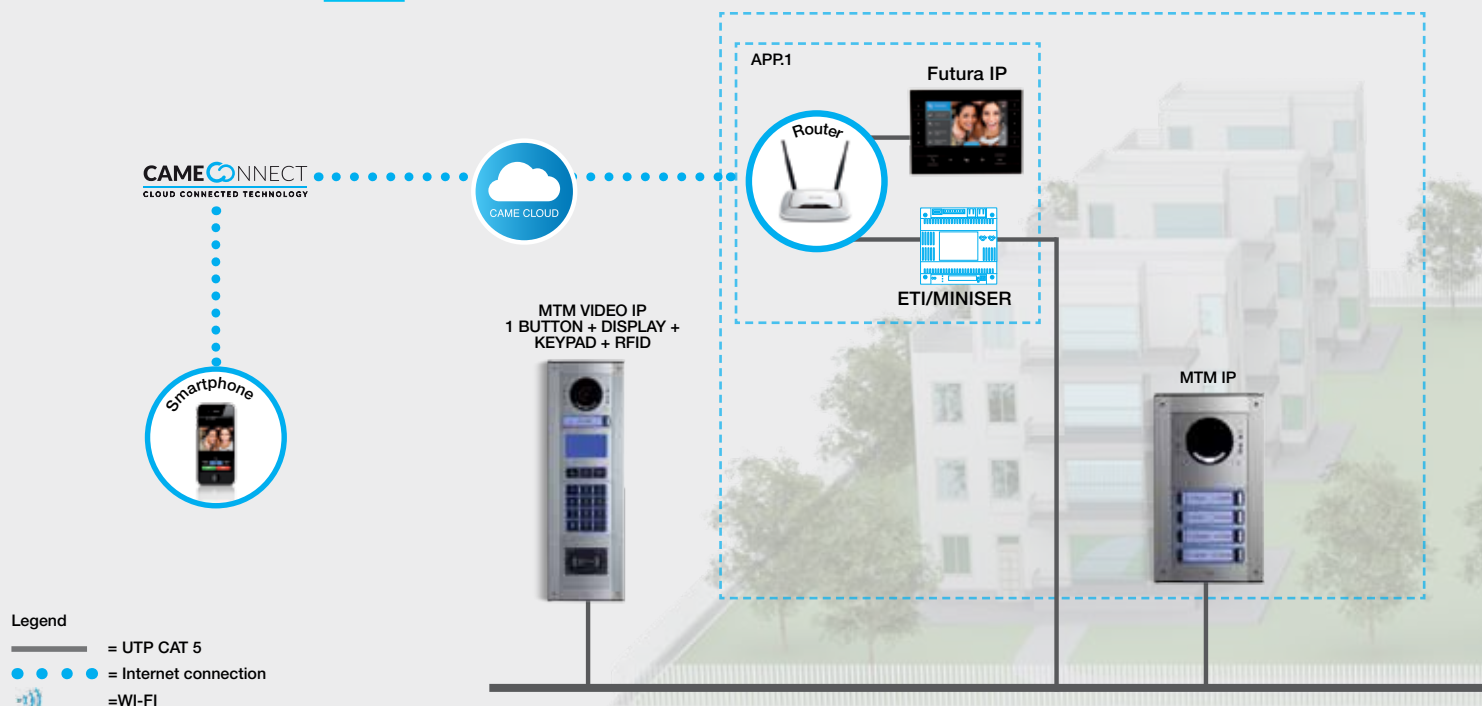 APP.1
Futura IP
Router
CAMECONNECT
CLOUD CONNECTED TECHNOLOGY
CAME CLOUD
ETI/MINISER
MTM VIDEO IP
1 BUTTON + DISPLAY +
KEYPAD + RFID
Smartphone
MTM IP
Legend
= UTP CAT 5
= Internet connection
=WI-FI